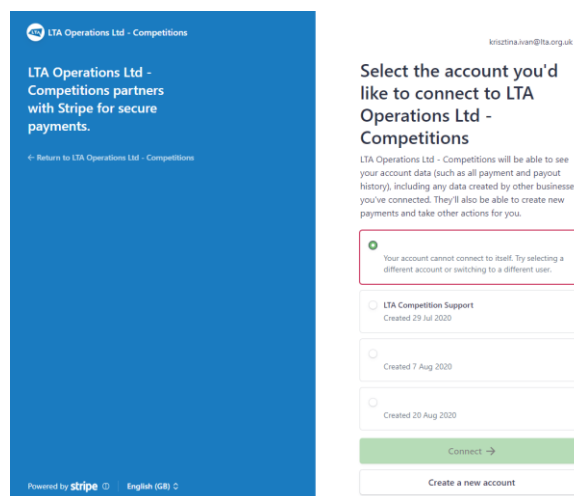 LTA LTA Operations Ltd - Competitions
LTA Operations Ltd -
Competitions partners
with Stripe for secure
payments.
← Return to LTA Operations Ltd - Competitions
Powered by stripe
English (GB)
krisztina.ivan@lta.org.uk
Select the account you'd
like to connect to LTA
Operations Ltd -
Competitions
LTA Operations Ltd - Competitions will be able to see
your account data (such as all payment and payout
history), including any data created by other businesse
you've connected. They'll also be able to create new
payments and take other actions for you.
Your account cannot connect to itself. Try selecting a
different account or switching to a different user.
LTA Competition Support
Created 29 Jul 2020
Created 7 Aug 2020
Created 20 Aug 2020
Connect →
Create a new account